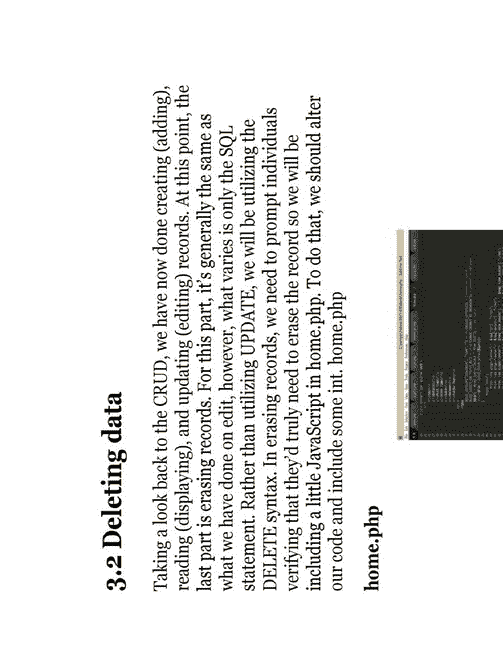 3.2 Deleting data
Taking a look back to the CRUD, we have now done creating (adding),
reading (displaying), and updating (editing) records. At this point, the
last part is erasing records. For this part, it's generally the same as
what we have done on edit, however, what varies is only the SQL
statement. Rather than utilizing UPDATE, we will be utilizing the
DELETE syntax. In erasing records, we need to prompt individuals
verifying that they'd truly need to erase the record so we will be
including a little JavaScript in home.php. To do that, we should alter
our code and include some int. home.php
home.php